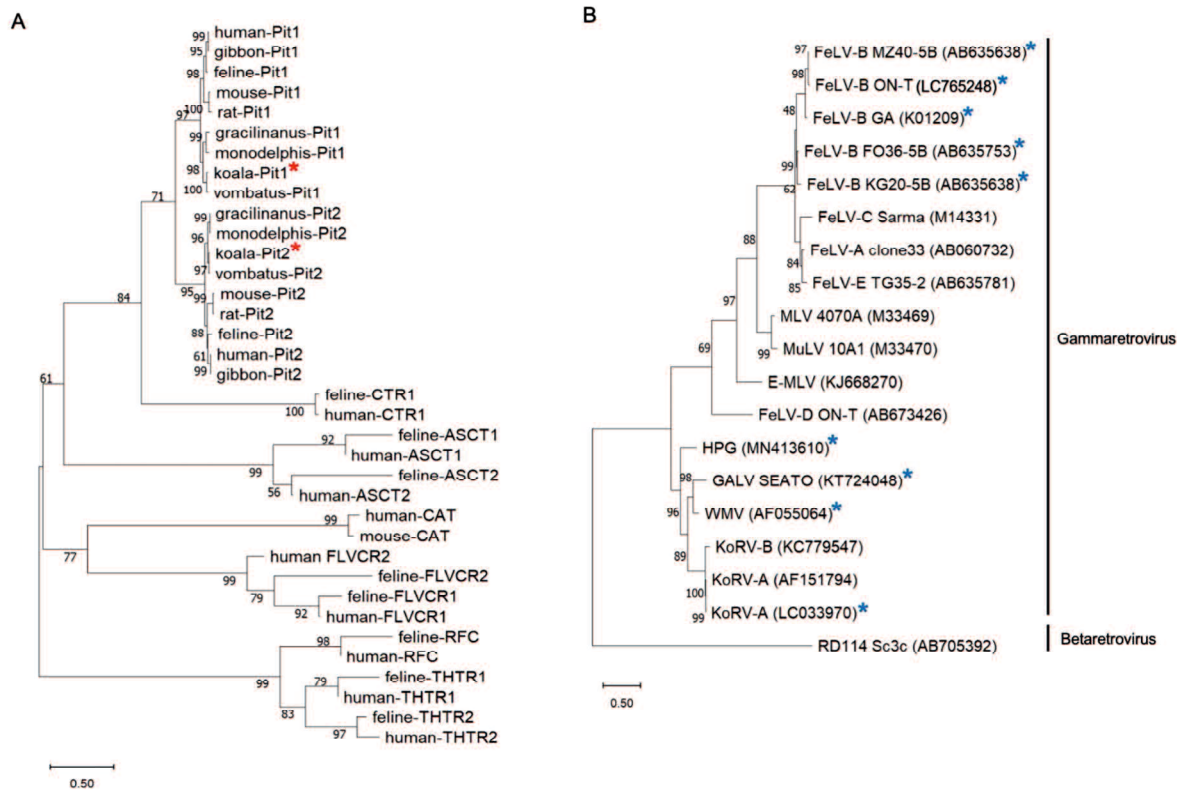 A
human-Pit1
99
95
gibbon-Pit1
98
feline-Pit1
mouse-Pit1
100
rat-Pit1
97
gracilinanus-Pit1
99
monodelphis-Pit1
98
koala-Pit1*
100
vombatus-Pit1
71
gracilinanus-Pit2
99
monodelphis-Pit2
96
koala-Pit2*
97
vombatus-Pit2
95
99
mouse-Pit2
rat-Pit2
84
88
feline-Pit2
61
human-Pit2
99
gibbon-Pit2
61
feline-CTR1
100
human-CTR1
92
feline-ASCT1
human-ASCT1
99
feline-ASCT2
56
human-ASCT2
99
human-CAT
mouse-CAT
77
human FLVCR2
99
feline-FLVCR2
79
feline-FLVCR1
92
human-FLVCR1
98
feline-RFC
human-RFC
99
79
feline-THTR1
human-THTR1
83
feline-THTR2
97
human-THTR2
0.50
B
97
FeLV-B MZ40-5B (AB635638)*
98
FeLV-B ON-T (LC765248)*
48
FeLV-B GA (K01209)*
FeLV-B FO36-5B (AB635753)*
99
62
FeLV-B KG20-5B (AB635638)*
FeLV-C Sarma (M14331)
88
FeLV-A clone33 (AB060732)
84
85
FeLV-E TG35-2 (AB635781)
97
MLV 4070A (M33469)
99
MuLV 10A1 (M33470)
69
E-MLV (KJ668270)
FeLV-D ON-T (AB673426)
HPG (MN413610)*
98
GALV SEATO (KT724048)*
96
WMV (AF055064)*
89
KoRV-B (KC779547)
KoRV-A (AF151794)
100
99
KoRV-A (LC033970)*
RD114 Sc3c (AB705392)
Gammaretrovirus
Betaretrovirus
0.50